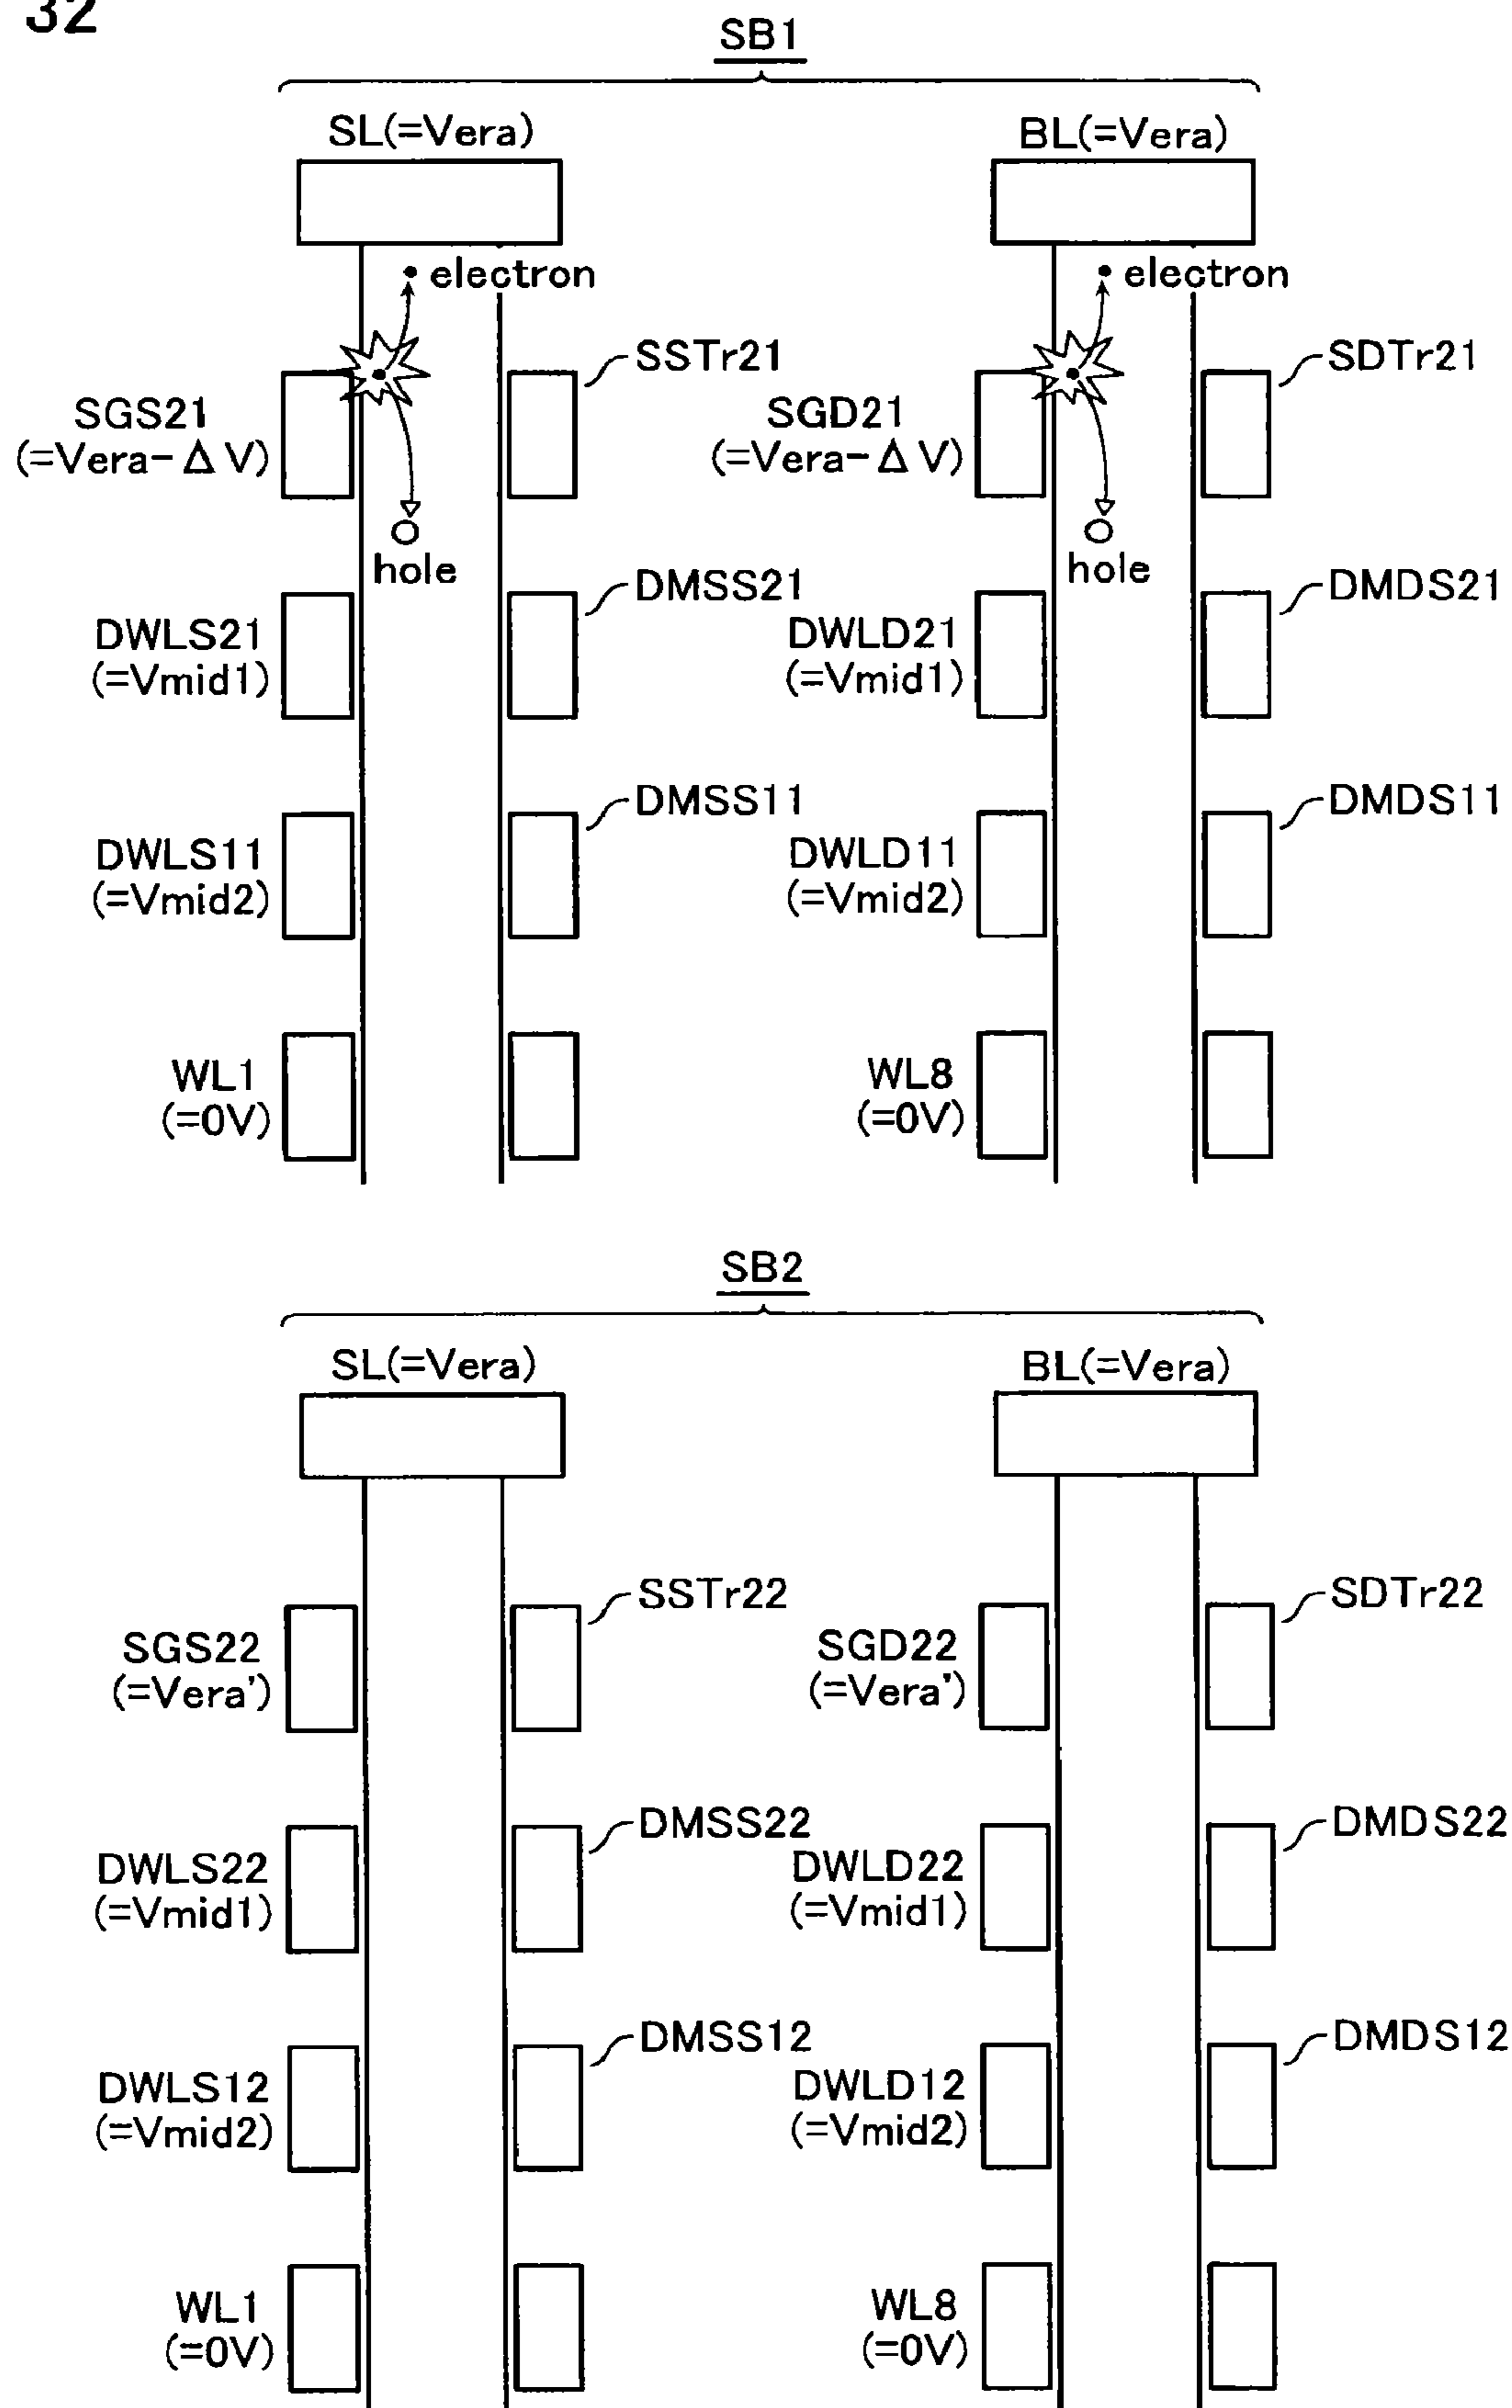 32
SB1
SL(=Vera)
BL(=Vera)
electron
electron
SSTr21
SDTr21
SGS21
(=Vera-ΔV)
SGD21
(=Vera-ΔV)
hole
hole
DMSS21
DMDS21
DWLS21
(=Vmid1)
DWLD21
(=Vmid1)
DMSS11
DMDS11
DWLS11
(=Vmid2)
DWLD11
(=Vmid2)
WL1
(=0V)
WL8
(=0V)
SB2
SL(=Vera)
BL(=Vera)
SSTr22
SDTr22
SGS22
(=Vera')
SGD22
(=Vera')
DMSS22
DMDS22
DWLS22
(=Vmid1)
DWLD22
(=Vmid1)
DMSS12
DMDS12
DWLS12
(=Vmid2)
DWLD12
(=Vmid2)
WL1
(=0V)
WL8
(=0V)